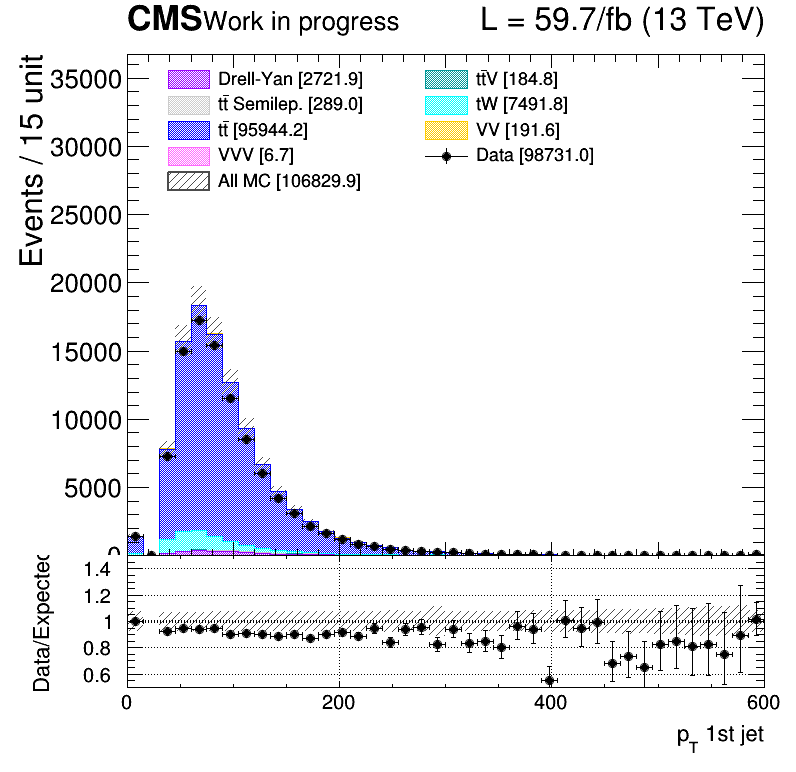 CMS Work in progress L = 59.7/fb (13 TeV)
Events / 15 unit
35000
30000
25000
20000
15000
10000
5000
0
Drell-Yan [2721.9]
tt̄ Semilep. [289.0]
tt̄ [95944.2]
VVV [6.7]
All MC [106829.9]
tt̄V [184.8]
tW [7491.8]
VV [191.6]
Data [98731.0]
Data/Expected
1.4
1.2
1
0.8
0.6
0 200 400 600
p_T 1st jet